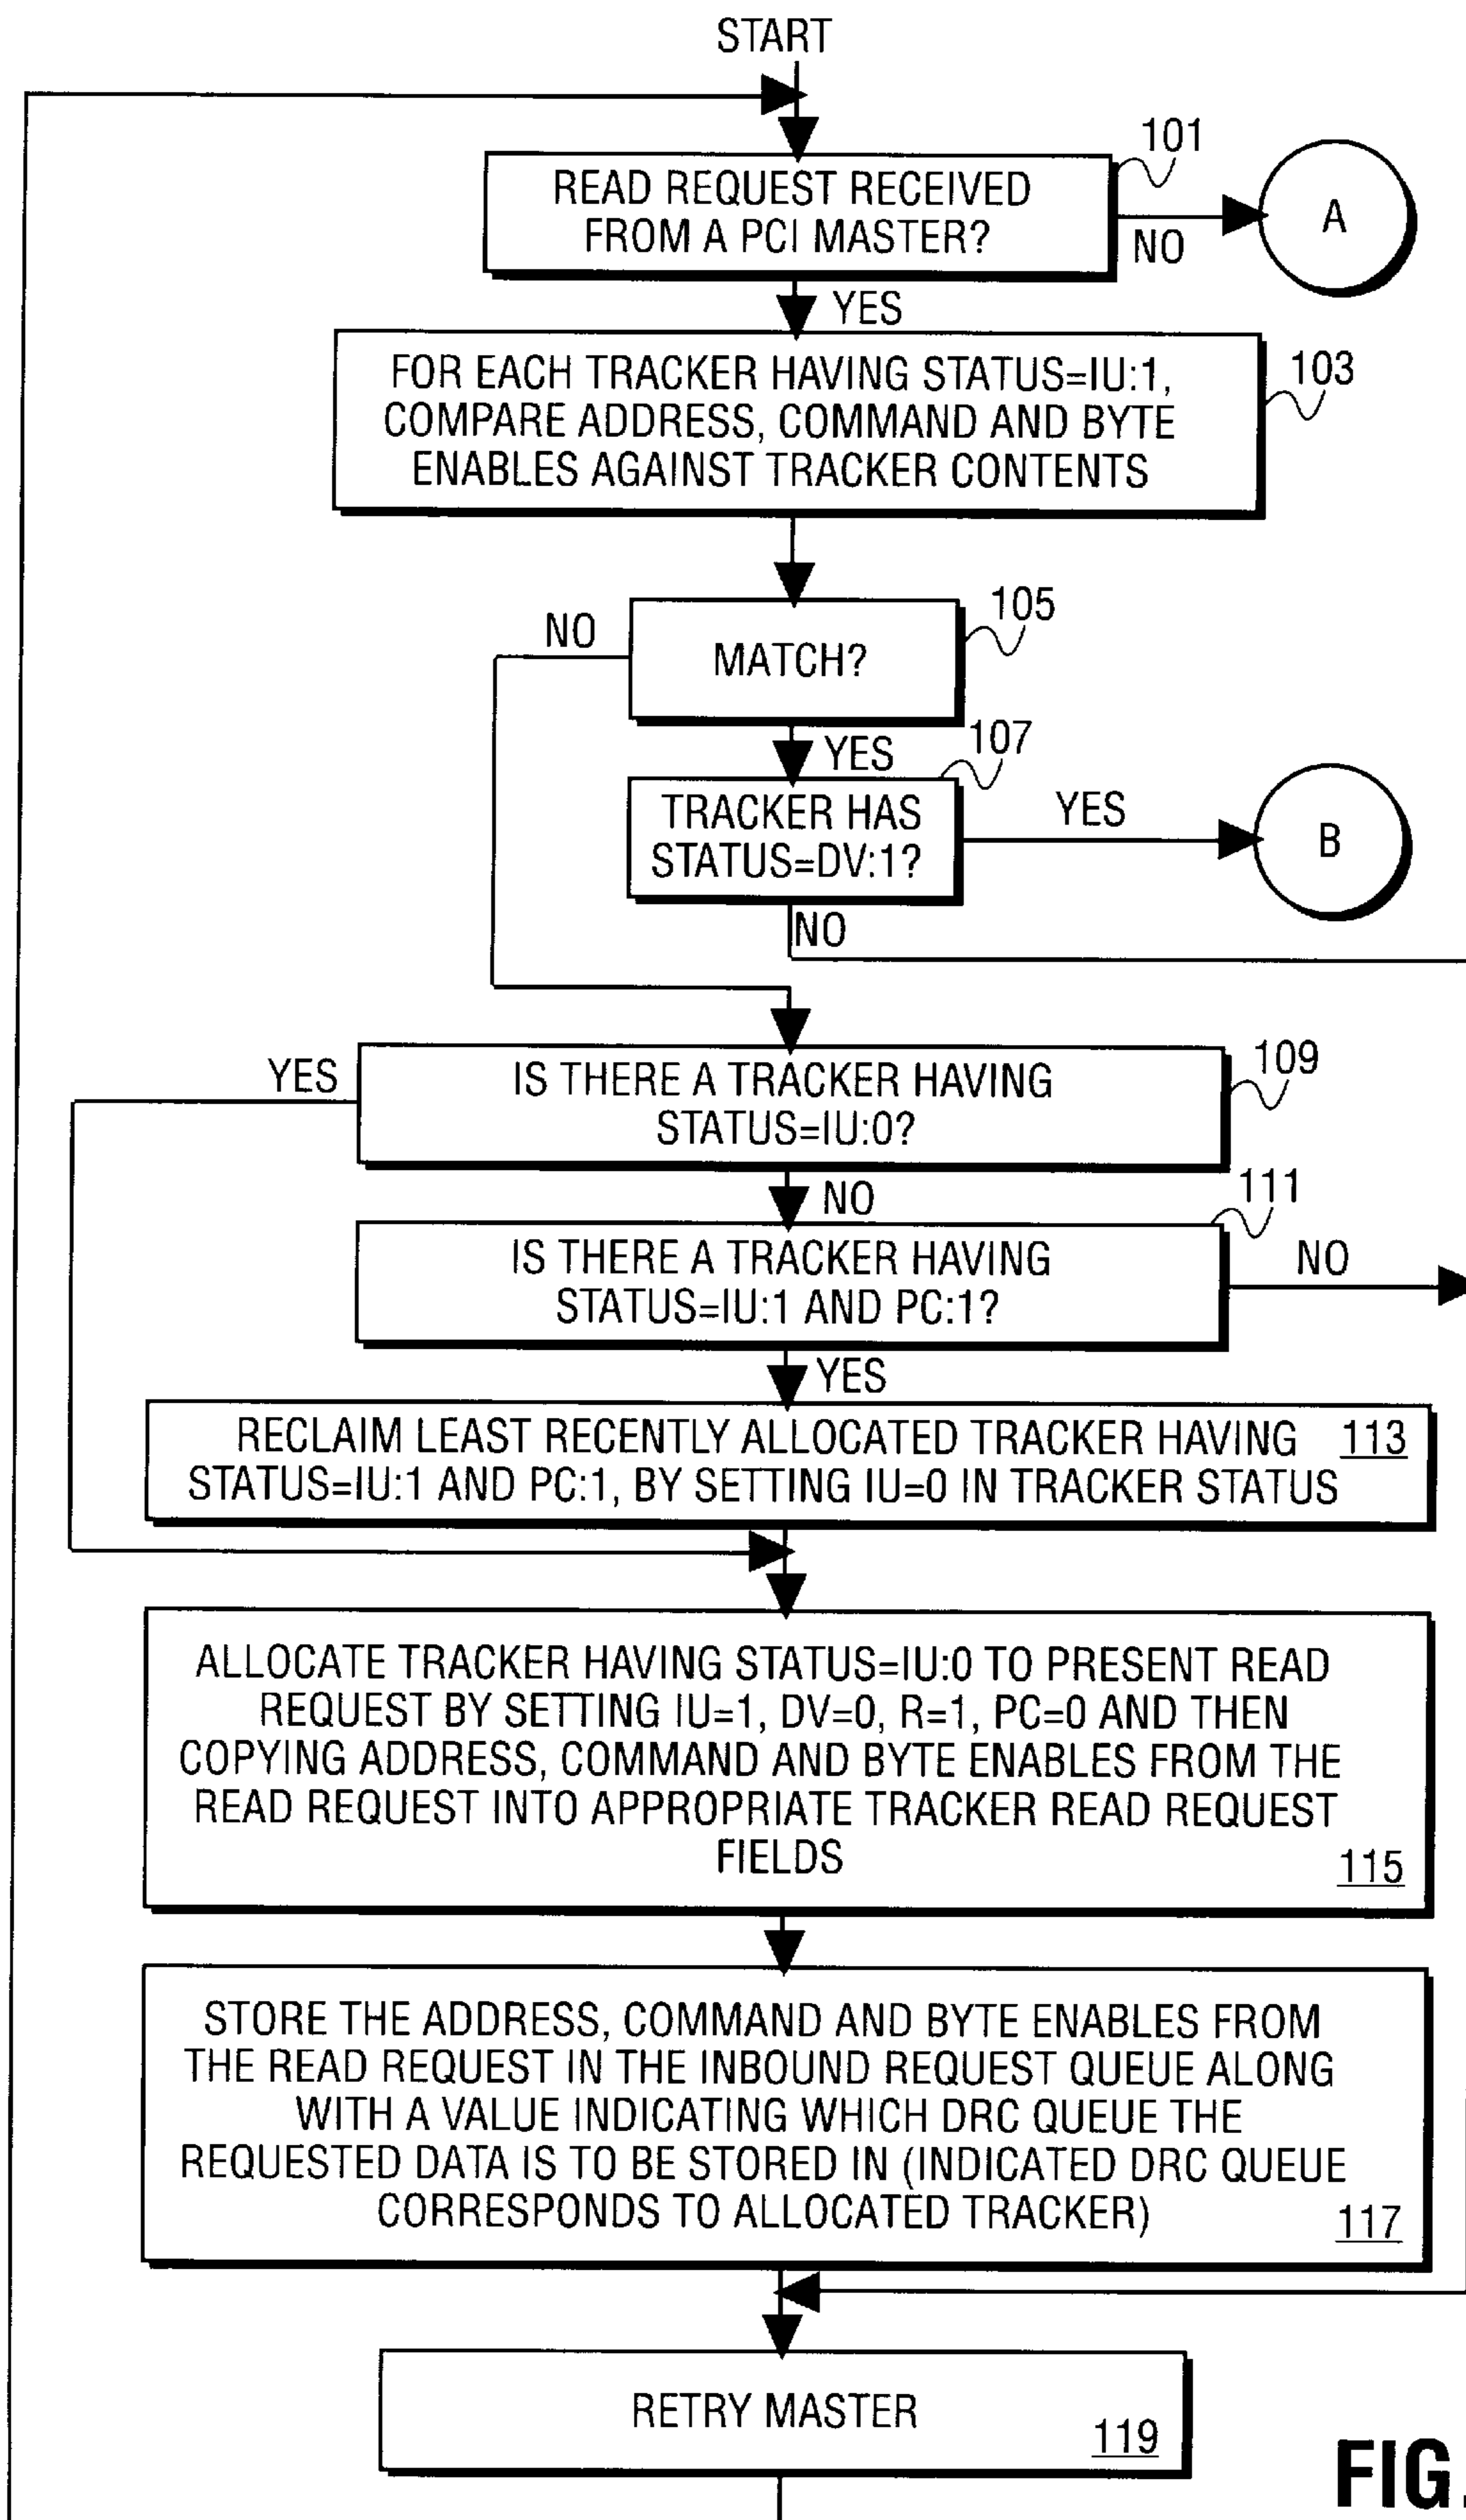 START
READ REQUEST RECEIVED
FROM A PCI MASTER?
101
NO
A
YES
FOR EACH TRACKER HAVING STATUS=IU:1,
COMPARE ADDRESS, COMMAND AND BYTE
ENABLES AGAINST TRACKER CONTENTS
103
NO
MATCH?
105
YES
107
TRACKER HAS
STATUS=DV:1?
YES
B
NO
YES
IS THERE A TRACKER HAVING
STATUS=IU:0?
109
NO
111
IS THERE A TRACKER HAVING
STATUS=IU:1 AND PC:1?
NO
YES
RECLAIM LEAST RECENTLY ALLOCATED TRACKER HAVING 113
STATUS=IU:1 AND PC:1, BY SETTING IU=0 IN TRACKER STATUS
ALLOCATE TRACKER HAVING STATUS=IU:0 TO PRESENT READ
REQUEST BY SETTING IU=1, DV=0, R=1, PC=0 AND THEN
COPYING ADDRESS, COMMAND AND BYTE ENABLES FROM THE
READ REQUEST INTO APPROPRIATE TRACKER READ REQUEST
FIELDS
115
STORE THE ADDRESS, COMMAND AND BYTE ENABLES FROM
THE READ REQUEST IN THE INBOUND REQUEST QUEUE ALONG
WITH A VALUE INDICATING WHICH DRC QUEUE THE
REQUESTED DATA IS TO BE STORED IN (INDICATED DRC QUEUE
CORRESPONDS TO ALLOCATED TRACKER)
117
RETRY MASTER
119
FIG.